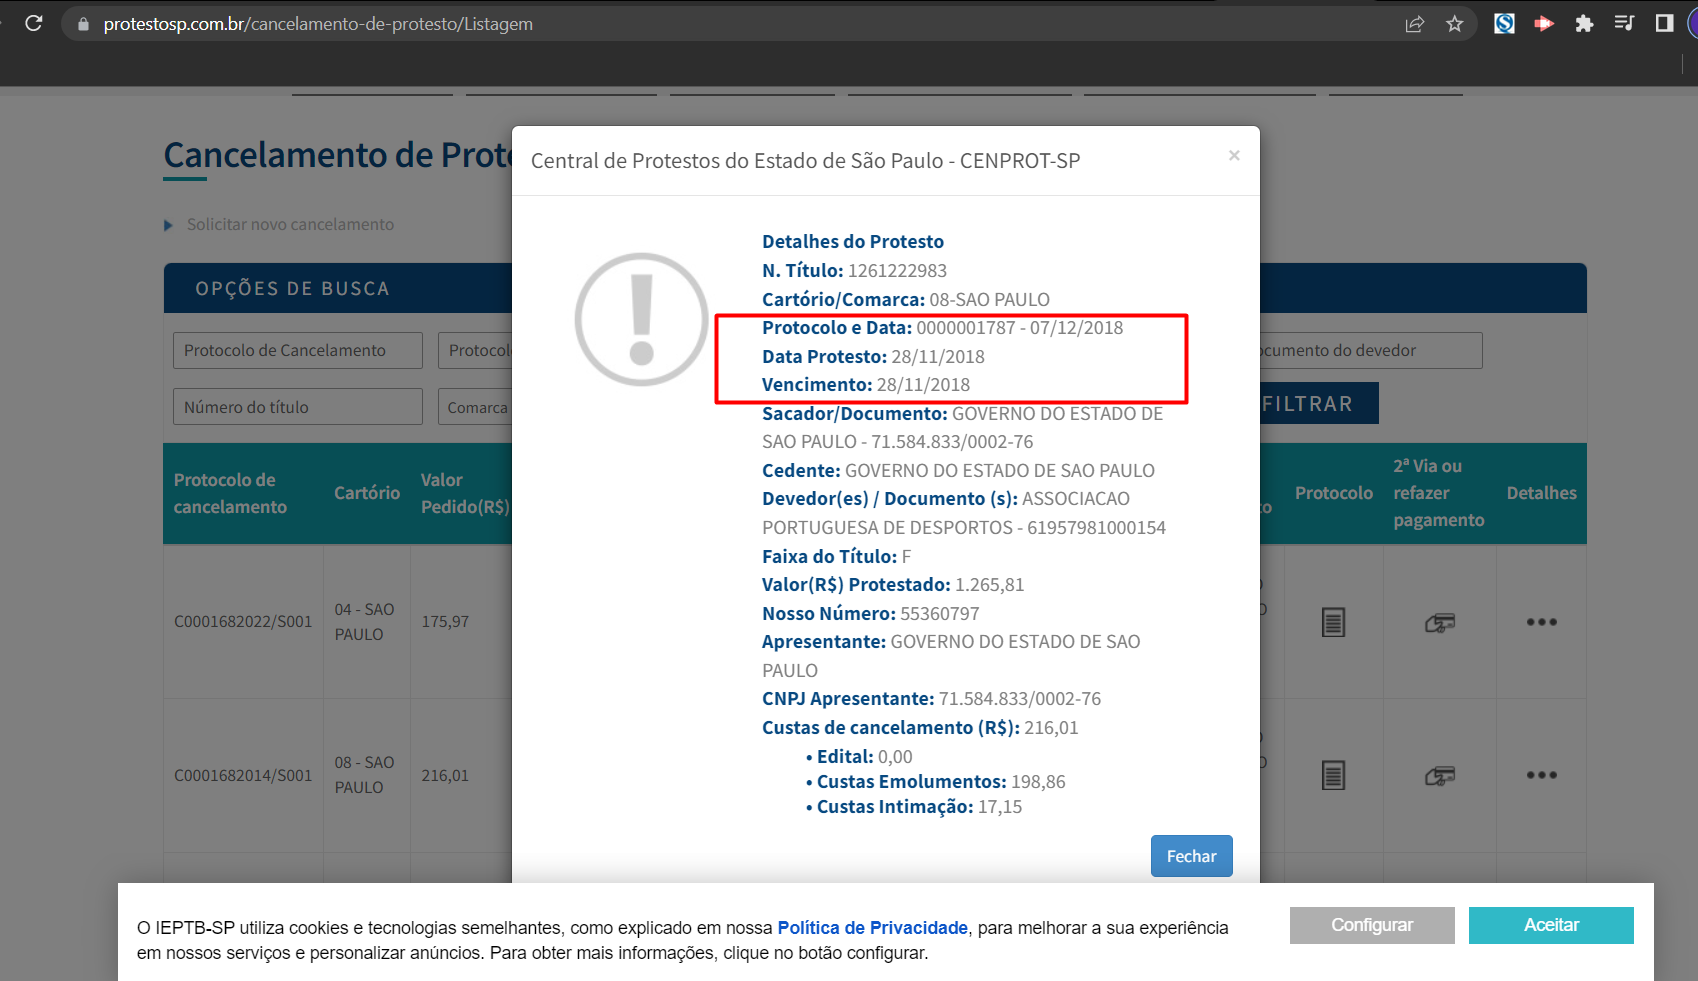 protestosp.com.br/cancelamento-de-protesto/Listagem
Cancelamento de Prot
Solicitar novo cancelamento
OPÇÕES DE BUSCA
Protocolo de Cancelamento
Protocol
ocumento do devedor
Número do título
Comarca
FILTRAR
Protocolo de
cancelamento
Cartório
Valor
Pedido(R$)
Protocolo
2ª Via ou
refazer
pagamento
Detalhes
C0001682022/S001
04 - SAO
PAULO
175,97
C0001682014/S001
08 - SAO
PAULO
216,01
Central de Protestos do Estado de São Paulo - CENPROT-SP
×
Detalhes do Protesto
N. Título: 1261222983
Cartório/Comarca: 08-SAO PAULO
Protocolo e Data: 0000001787 - 07/12/2018
Data Protesto: 28/11/2018
Vencimento: 28/11/2018
Sacador/Documento: GOVERNO DO ESTADO DE
SAO PAULO - 71.584.833/0002-76
Cedente: GOVERNO DO ESTADO DE SAO PAULO
Devedor(es) / Documento (s): ASSOCIACAO
PORTUGUESA DE DESPORTOS - 61957981000154
Faixa do Título: F
Valor(R$) Protestado: 1.265,81
Nosso Número: 55360797
Apresentante: GOVERNO DO ESTADO DE SAO
PAULO
CNPJ Apresentante: 71.584.833/0002-76
Custas de cancelamento (R$): 216,01
• Edital: 0,00
• Custas Emolumentos: 198,86
• Custas Intimação: 17,15
Fechar
O IEPTB-SP utiliza cookies e tecnologias semelhantes, como explicado em nossa Política de Privacidade, para melhorar a sua experiência
em nossos serviços e personalizar anúncios. Para obter mais informações, clique no botão configurar.
Configurar
Aceitar